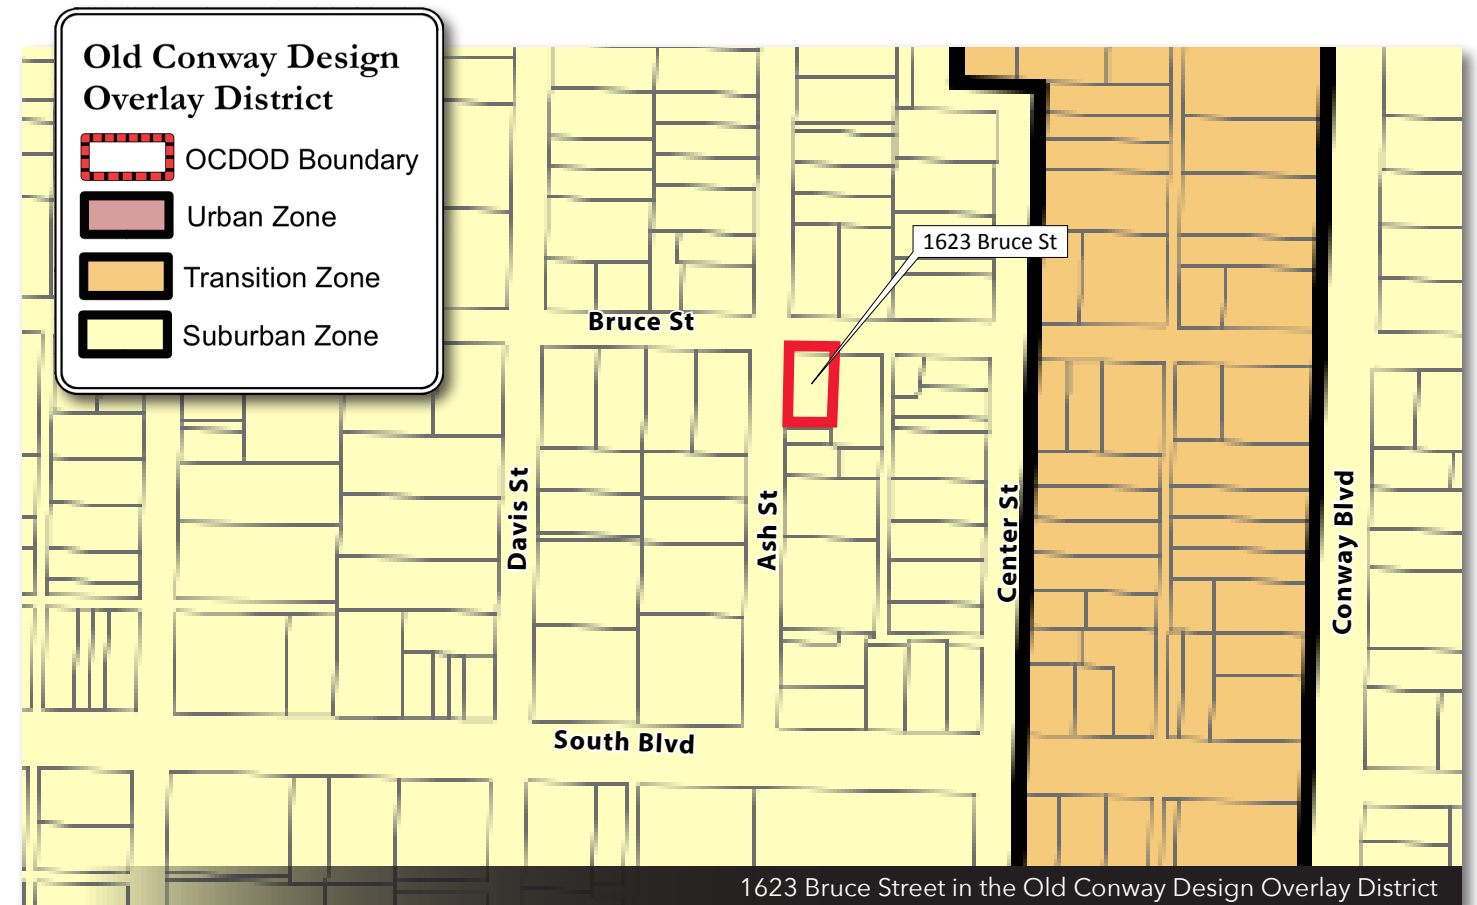 Old Conway Design
Overlay District
OCDOD Boundary
Urban Zone
Transition Zone
Suburban Zone
1623 Bruce St
Bruce St
Davis St
Ash St
Center St
Conway Blvd
South Blvd
1623 Bruce Street in the Old Conway Design Overlay District